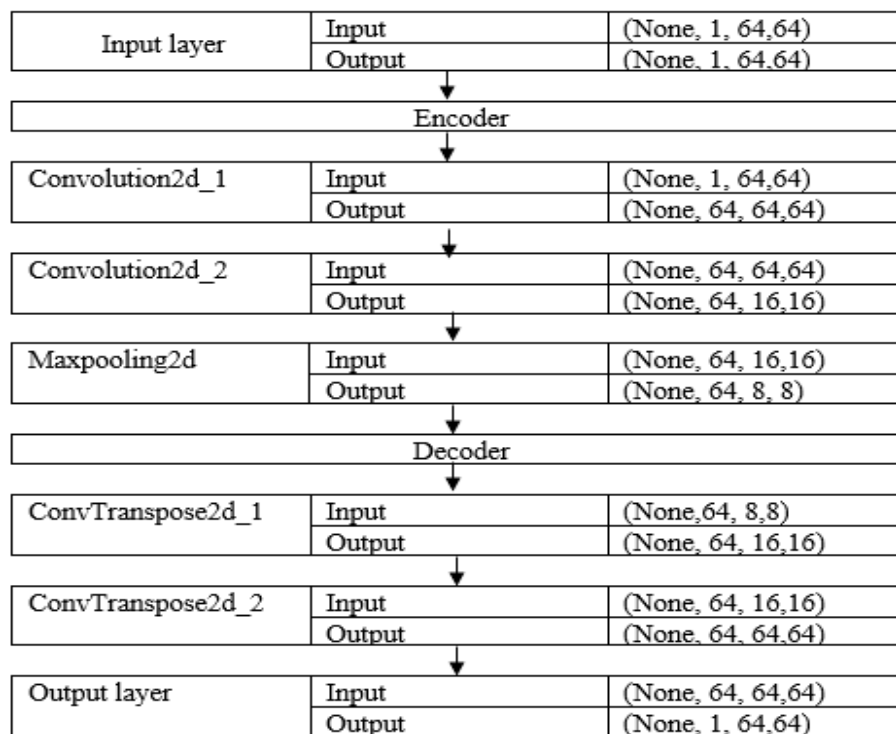 Input layer Input (None, 1, 64,64)
Output (None, 1, 64,64)
Encoder
Convolution2d_1 Input (None, 1, 64,64)
Output (None, 64, 64,64)
Convolution2d_2 Input (None, 64, 64,64)
Output (None, 64, 16,16)
Maxpooling2d Input (None, 64, 16,16)
Output (None, 64, 8, 8)
Decoder
ConvTranspose2d_1 Input (None,64, 8,8)
Output (None, 64, 16,16)
ConvTranspose2d_2 Input (None, 64, 16,16)
Output (None, 64, 64,64)
Output layer Input (None, 64, 64,64)
Output (None, 1, 64,64)